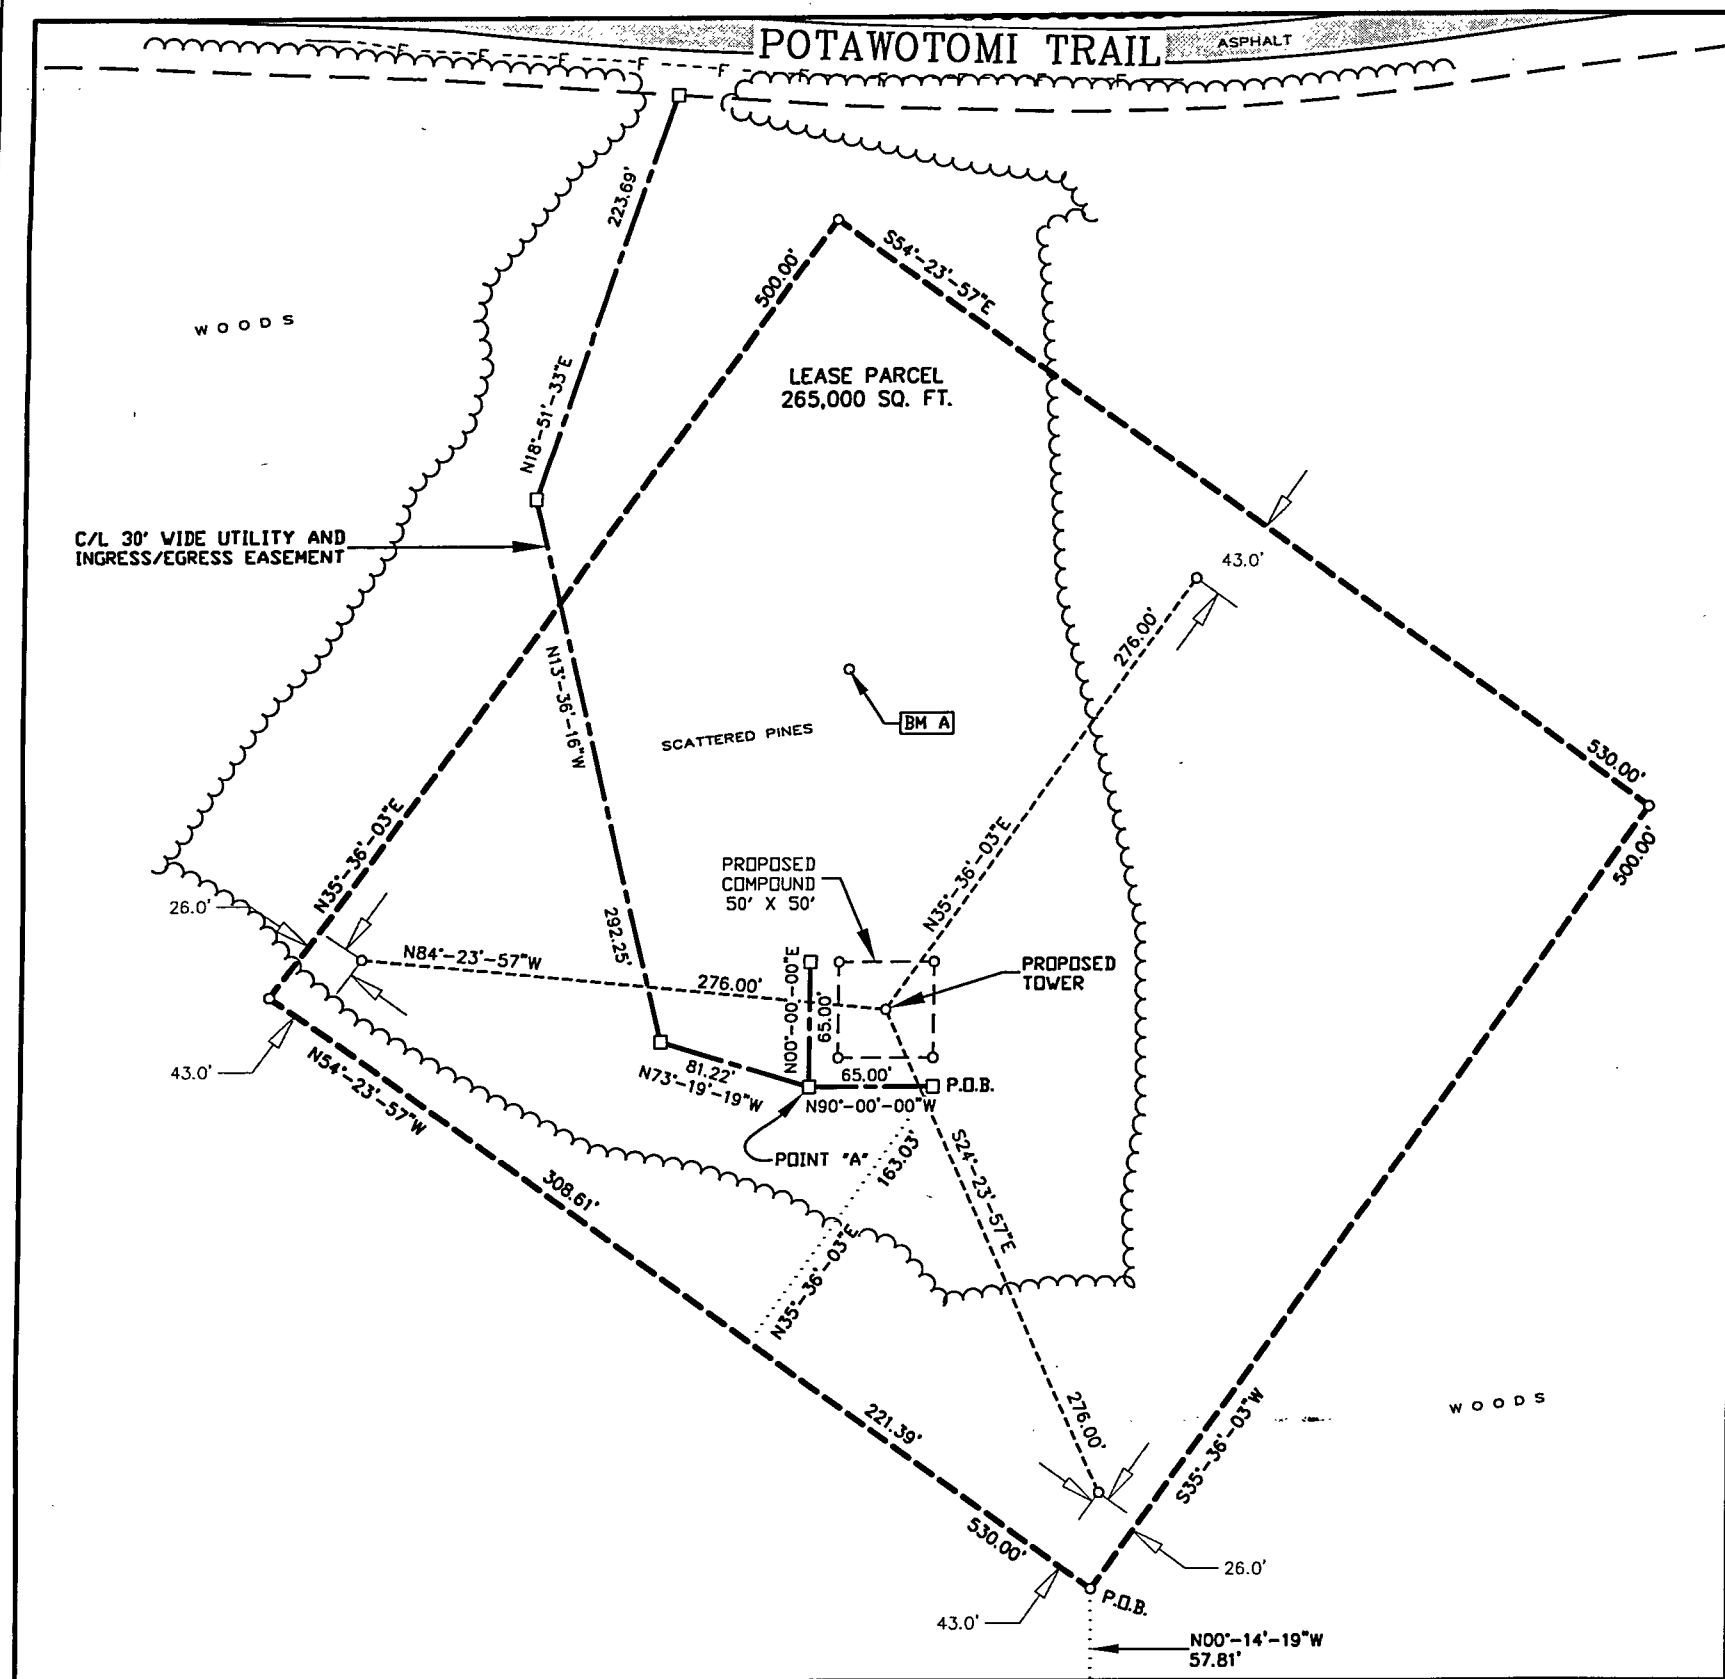 POTAWOTOMI TRAIL
ASPHALT
F F F F F F F F F
223.69'
N18°-51'-33"E
500.00'
S54°-23'-57"E
WOODS
LEASE PARCEL
265,000 SQ. FT.
C/L 30' WIDE UTILITY AND
INGRESS/EGRESS EASEMENT
43.0'
276.00'
N13°-36'-16"W
BM A
SCATTERED PINES
530.00'
500.00'
N35°-36'-03"E
N35°-36'-03"E
PROPOSED
COMPOUND
50' X 50'
26.0'
292.25'
N84°-23'-57"W
276.00'
N00°-00'-00"E
65.00'
PROPOSED
TOWER
43.0'
N54°-23'-57"W
81.22'
N73°-19'-19"W
65.00'
P.O.B.
N90°-00'-00"W
POINT "A"
163.03'
S24°-23'-57"E
308.61'
N35°-36'-03"E
WOODS
221.39'
276.00'
S35°-36'-03"W
530.00'
26.0'
P.O.B.
43.0'
N00°-14'-19"W
57.81'